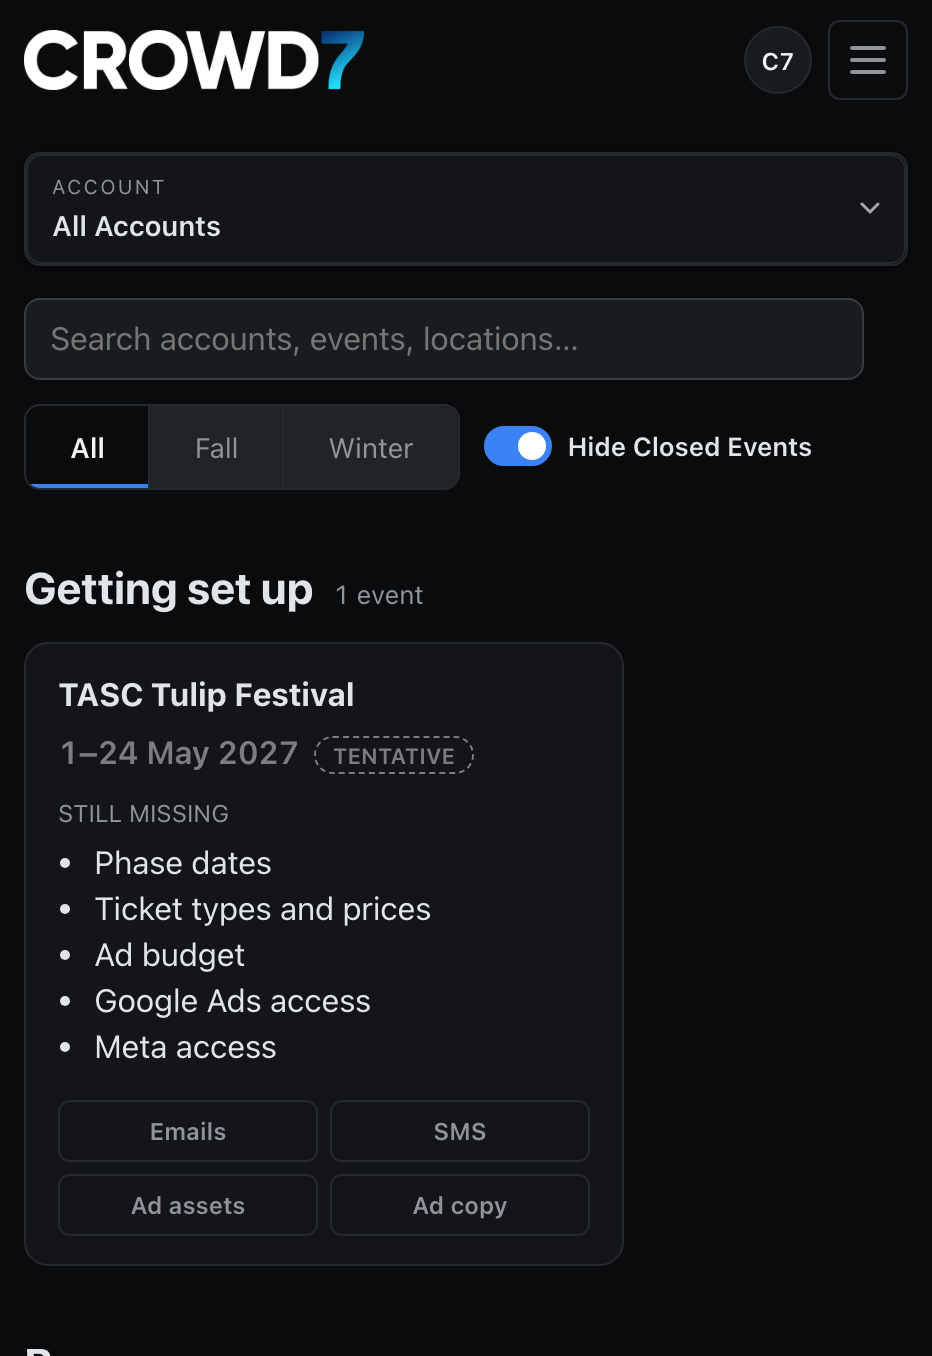 CROWD7
C7
ACCOUNT
All Accounts
Search accounts, events, locations...
All
Fall
Winter
Hide Closed Events
Getting set up
1 event
TASC Tulip Festival
1–24 May 2027
TENTATIVE
STILL MISSING
• Phase dates
• Ticket types and prices
• Ad budget
• Google Ads access
• Meta access
Emails
SMS
Ad assets
Ad copy